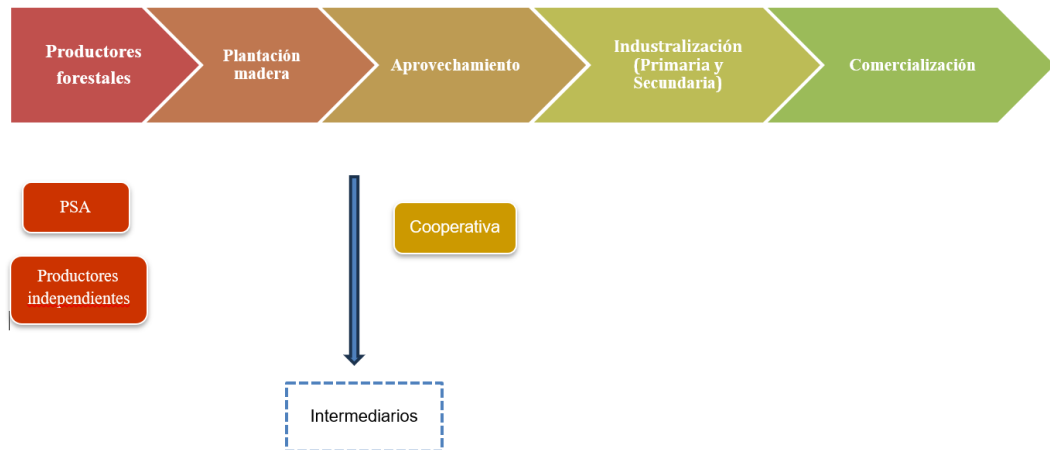 Productores
forestales
Plantación
madera
Aprovechamiento
Industralización
(Primaria y
Secundaria)
Comercialización
PSA
Cooperativa
Productores
independientes
Intermediarios